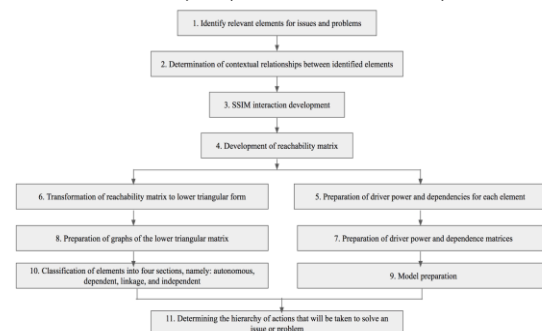 1. Identify relevant elements for issues and problems
2. Determination of contextual relationships between identified elements
3. SSIM interaction development
4. Development of reachability matrix
6. Transformation of reachability matrix to lower triangular form
5. Preparation of driver power and dependencies for each element
8. Preparation of graphs of the lower triangular matrix
7. Preparation of driver power and dependence matrices
10. Classification of elements into four sections, namely: autonomous,
dependent, linkage, and independent
9. Model preparation
11. Determining the hierarchy of actions that will be taken to solve an
issue or problem